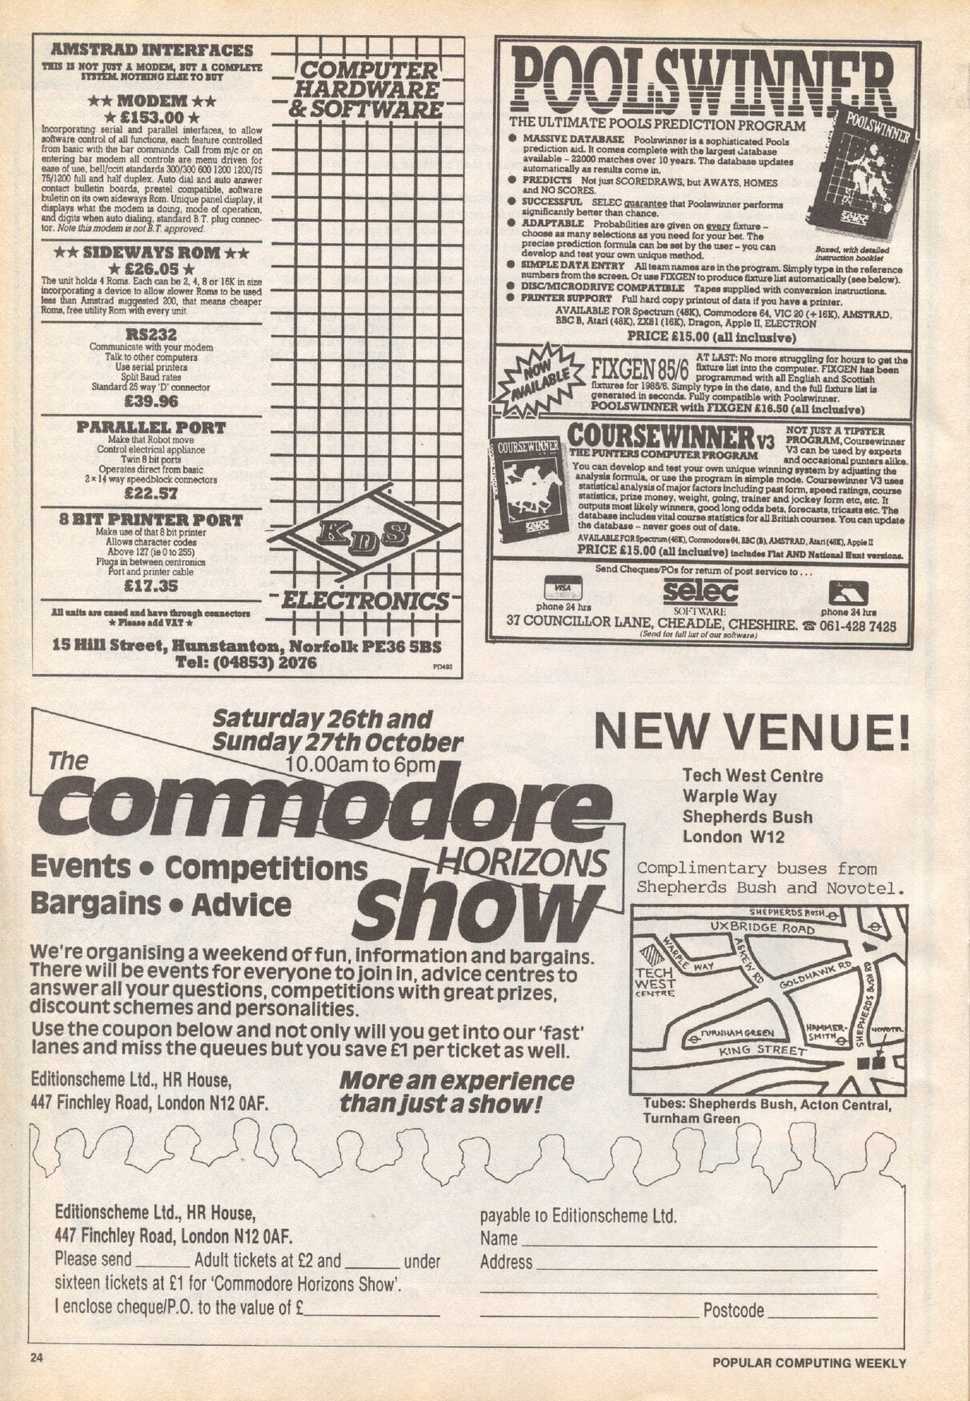 AMSTRAD INTERFACES
THIS IS NOT JUST A MODEM, BUT A COMPLETE
SYSTEM. NOTHING ELSE TO BUY
★★ MODEM ★★
★ £153.00 ★
Incorporating serial and parallel interfaces, to allow
software control of all functions, each feature controlled
from basic with the bar commands. Call from m/c or on
entering bar modem all controls are menu driven for
ease of use, bell/ccitt standards 300/300 600 1200 1200/75
75/1200 full and half duplex. Auto dial and auto answer
contact bulletin boards, prestel compatible, software
buletin on its own sideways Rom. Unique panel display, it
displays what the modem is doing, mode of operation,
and digits when auto dialing, standard B.T. plug connec-
tor. Note this modem is not B.T. approved.
★★ SIDEWAYS ROM ★★
★ £26.05 ★
The unit holds 4 Roms. Each can be 2, 4, 8 or 16K in size
incorporating a device to allow slower Roms to be used
less than Amstrad suggested 200, that means cheaper
Roms, free utility Rom with every unit.
RS232
Communicate with your modem
Talk to other computers
Use serial printers
Split Baud rates
Standard 25 way 'D' connector
£39.96
PARALLEL PORT
Make that Robot move
Control electrical appliance
Twin 8 bit ports
Operates direct from basic
2 × 14 way speedblock connectors
£22.57
8 BIT PRINTER PORT
Make use of that 8 bit printer
Allows character codes
Above 127 (ie 0 to 255)
Plugs in between centronics
Port and printer cable
£17.35
All units are cased and have through connectors
★ Please add VAT ★
COMPUTER
HARDWARE
& SOFTWARE
KDS
ELECTRONICS
15 Hill Street, Hunstanton, Norfolk PE36 5BS
Tel: (04853) 2076
PD493
POOLSWINNER
THE ULTIMATE POOLS PREDICTION PROGRAM
● MASSIVE DATABASE Poolswinner is a sophisticated Pools
prediction aid. It comes complete with the largest database
available – 22000 matches over 10 years. The database updates
automatically as results come in.
● PREDICTS Not just SCOREDRAWS, but AWAYS, HOMES
and NO SCORES.
● SUCCESSFUL SELEC guarantee that Poolswinner performs
significantly better than chance.
● ADAPTABLE Probabilities are given on every fixture –
choose as many selections as you need for your bet. The
precise prediction formula can be set by the user – you can
develop and test your own unique method.
● SIMPLE DATA ENTRY All team names are in the program. Simply type in the reference
numbers from the screen. Or use FIXGEN to produce fixture list automatically (see below).
● DISC/MICRODRIVE COMPATIBLE Tapes supplied with conversion instructions.
● PRINTER SUPPORT Full hard copy printout of data if you have a printer.
POOLSWINNER
selec
Boxed, with detailed
instruction booklet
AVAILABLE FOR Spectrum (48K), Commodore 64, VIC 20 (+16K), AMSTRAD,
BBC B, Atari (48K), ZX81 (16K), Dragon, Apple II, ELECTRON
PRICE £15.00 (all inclusive)
NOW
AVAILABLE
FIXGEN 85/6
AT LAST: No more struggling for hours to get the
fixture list into the computer. FIXGEN has been
programmed with all English and Scottish
fixtures for 1985/6. Simply type in the date, and the full fixture list is
generated in seconds. Fully compatible with Poolswinner.
POOLSWINNER with FIXGEN £16.50 (all inclusive)
COURSEWINNER
selec
COURSEWINNER V3
THE PUNTERS COMPUTER PROGRAM
NOT JUST A TIPSTER
PROGRAM, Coursewinner
V3 can be used by experts
and occasional punters alike.
You can develop and test your own unique winning system by adjusting the
analysis formula, or use the program in simple mode. Coursewinner V3 uses
statistical analysis of major factors including past form, speed ratings, course
statistics, prize money, weight, going, trainer and jockey form etc, etc. It
outputs most likely winners, good long odds bets, forecasts, tricasts etc. The
database includes vital course statistics for all British courses. You can update
the database – never goes out of date.
AVAILABLE FOR Spectrum (48K), Commodore 64, BBC (B), AMSTRAD, Atari (48K), Apple II
PRICE £15.00 (all inclusive) includes Flat AND National Hunt versions.
Send Cheques/POs for return of post service to . . .
VISA
phone 24 hrs
selec
SOFTWARE
phone 24 hrs
37 COUNCILLOR LANE, CHEADLE, CHESHIRE. ☎ 061-428 7425
(Send for full list of our software)
Saturday 26th and
Sunday 27th October
10.00am to 6pm
The
commodore
HORIZONS
show
Events • Competitions
Bargains • Advice
We're organising a weekend of fun, information and bargains.
There will be events for everyone to join in, advice centres to
answer all your questions, competitions with great prizes,
discount schemes and personalities.
Use the coupon below and not only will you get into our 'fast'
lanes and miss the queues but you save £1 per ticket as well.
Editionscheme Ltd., HR House,
447 Finchley Road, London N12 0AF.
More an experience
than just a show!
NEW VENUE!
Tech West Centre
Warple Way
Shepherds Bush
London W12
Complimentary buses from
Shepherds Bush and Novotel.
SHEPHERDS BUSH
UXBRIDGE ROAD
WARPLE WAY
ASKEW RD
GOLDHAWK RD
SHEPHERDS BUSH RD
TECH
WEST
CENTRE
TURNHAM GREEN
HAMMER-
SMITH
NOVOTEL
KING STREET
Tubes: Shepherds Bush, Acton Central,
Turnham Green
Editionscheme Ltd., HR House,
447 Finchley Road, London N12 0AF.
Please send ______ Adult tickets at £2 and ______ under
sixteen tickets at £1 for 'Commodore Horizons Show'.
I enclose cheque/P.O. to the value of £
payable to Editionscheme Ltd.
Name
Address
Postcode
24
POPULAR COMPUTING WEEKLY